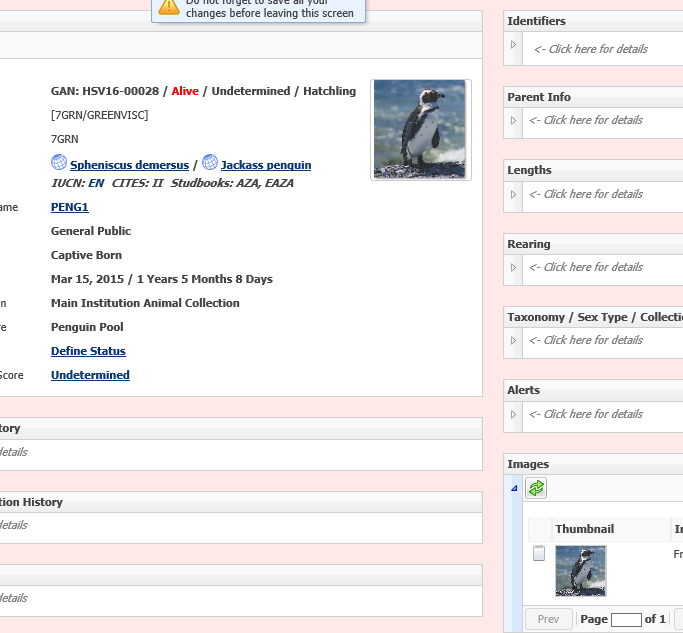 Do not forget to save all your
changes before leaving this screen
GAN: HSV16-00028 / Alive / Undetermined / Hatchling
[7GRN/GREENVISC]
7GRN
Spheniscus demersus / Jackass penguin
IUCN: EN CITES: II Studbooks: AZA, EAZA
ame PENG1
General Public
Captive Born
Mar 15, 2015 / 1 Years 5 Months 8 Days
n Main Institution Animal Collection
re Penguin Pool
Define Status
Score Undetermined
tory
details
tion History
details
details
Identifiers
<- Click here for details
Parent Info
<- Click here for details
Lengths
<- Click here for details
Rearing
<- Click here for details
Taxonomy / Sex Type / Collecti
<- Click here for details
Alerts
<- Click here for details
Images
Thumbnail I
Fr
Prev Page of 1